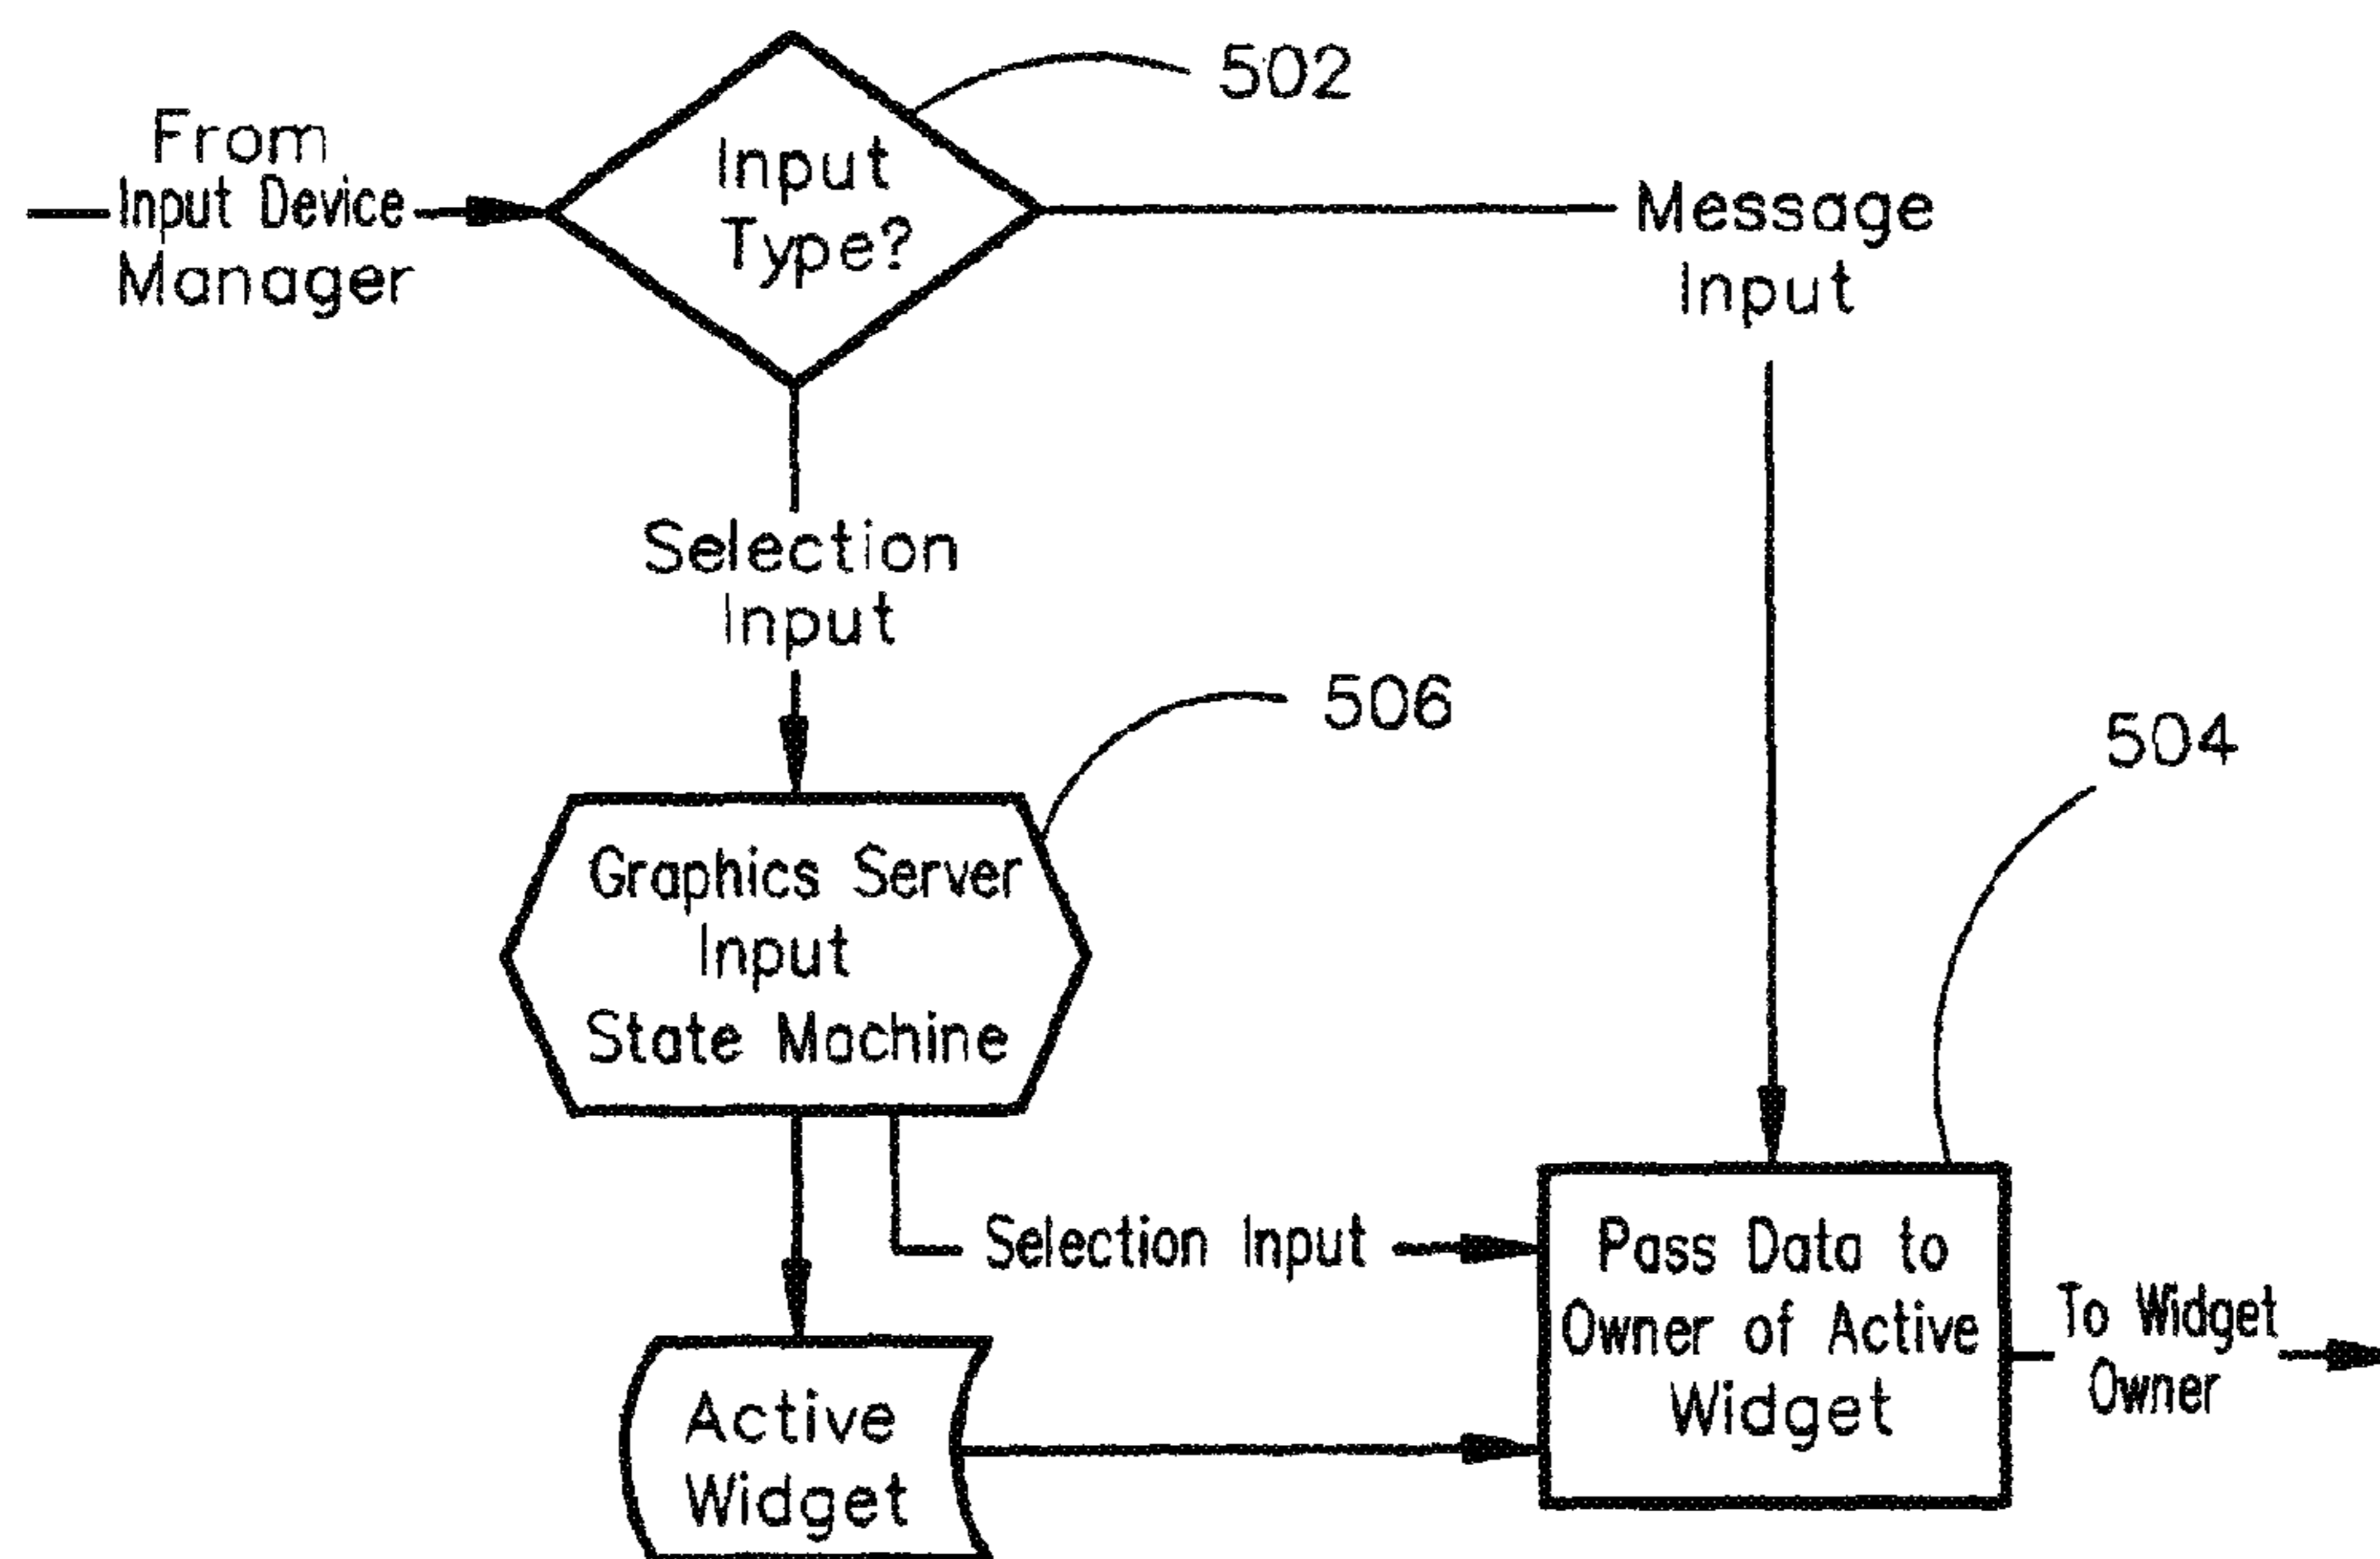 502
From
Input Device
Manager
Input
Type?
Message
Input
Selection
Input
506
504
Graphics Server
Input
State Machine
Selection Input
Pass Data to
Owner of Active
Widget
To Widget
Owner
Active
Widget